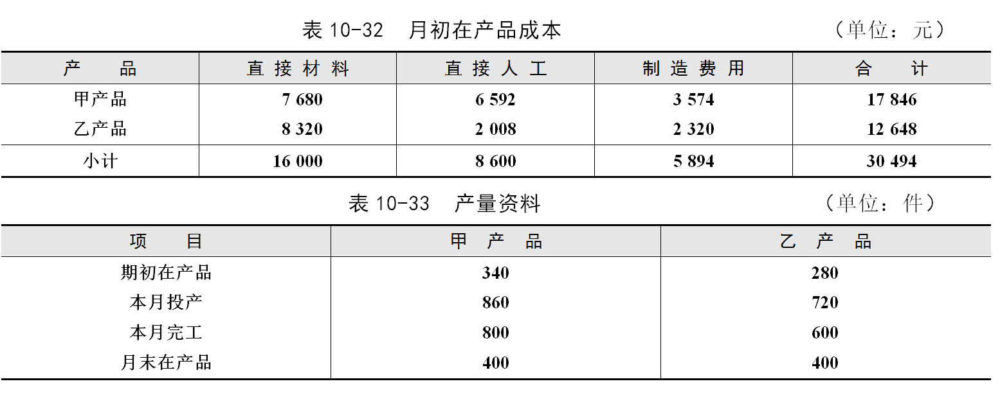 表 10-32 月初在产品成本 （单位：元）
产 品 直接材料 直接人工 制造费用 合 计
甲产品 7 680 6 592 3 574 17 846
乙产品 8 320 2 008 2 320 12 648
小计 16 000 8 600 5 894 30 494
表 10-33 产量资料 （单位：件）
项 目 甲产品 乙产品
期初在产品 340 280
本月投产 860 720
本月完工 800 600
月末在产品 400 400